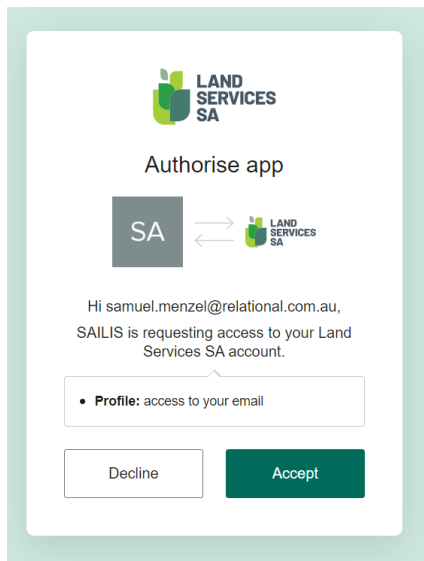 LAND
SERVICES
SA
Authorise app
SA
LAND
SERVICES
SA
Hi samuel.menzel@relational.com.au,
SAILIS is requesting access to your Land
Services SA account.
• Profile: access to your email
Decline
Accept